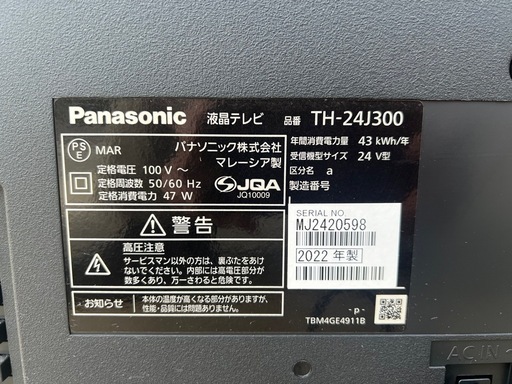 Panasonic 液晶テレビ 品番 TH-24J300
PS E MAR パナソニック株式会社
マレーシア製
定格電圧 100 V ～
定格周波数 50/60 Hz
定格消費電力 47 W
JQA
JQ10009
年間消費電力量 43 kWh/年
受信機型サイズ 24 V型
区分名 a
製造番号
SERIAL NO.
MJ2420598
2022 年製
警告
高圧注意
サービスマン以外の方は、裏ぶたをあけ
ないでください。内部には高電圧部分が
数多くあり、万一さわると危険です。
お知らせ
本体の温度が高くなる部分がありますが、
性能・品質には問題ありません。
- p -
TBM4GE4911B
AC IN